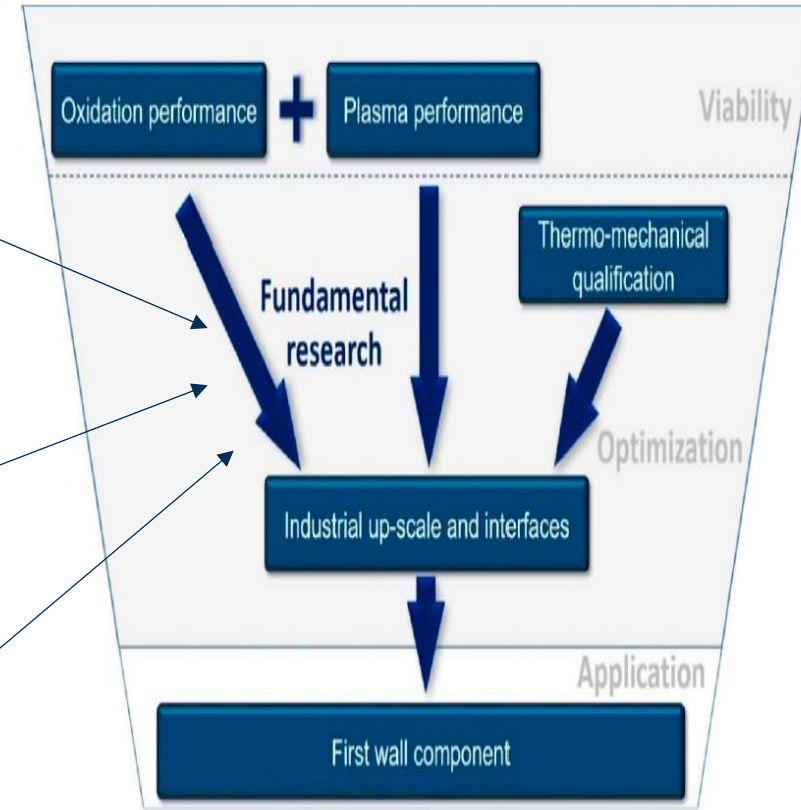 Oxidation performance
+
Plasma performance
Viability
Thermo-mechanical
qualification
Fundamental
research
Optimization
Industrial up-scale and interfaces
Application
First wall component